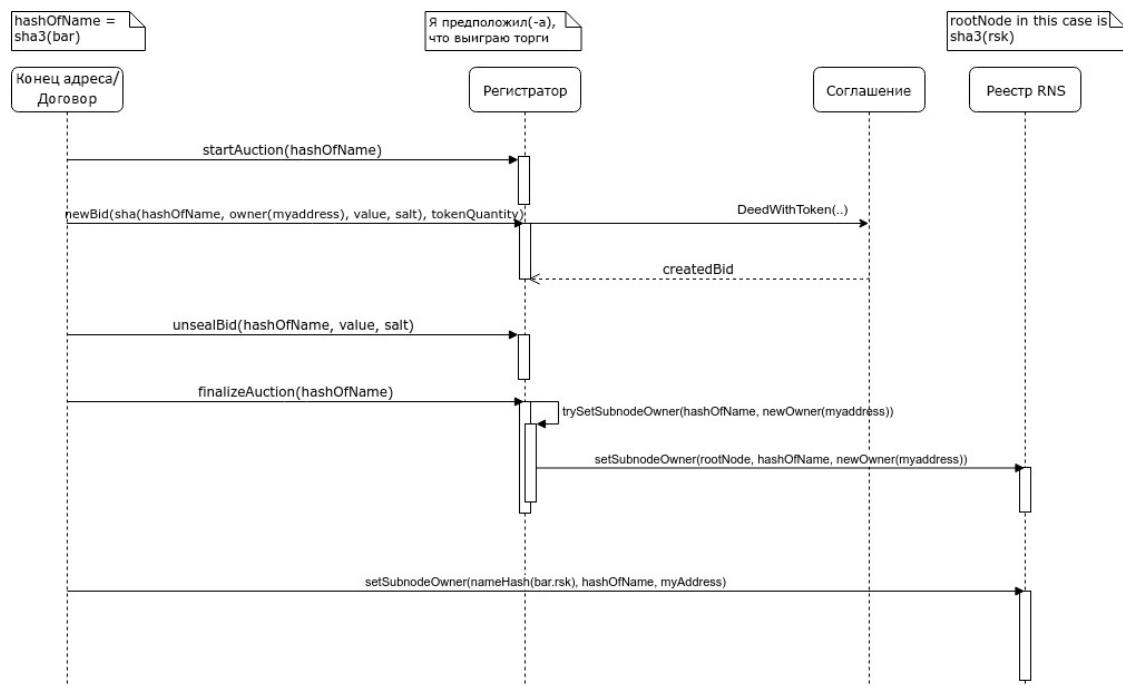 hashOfName =
sha3(bar)
Я предположил(-а),
что выиграю торги
rootNode in this case is
sha3(rsk)
Конец адреса/
Договор
Регистратор
Соглашение
Реестр RNS
startAuction(hashOfName)
newBid(sha(hashOfName, owner(myaddress), value, salt), tokenQuantity)
DeedWithToken(..)
createdBid
unsealBid(hashOfName, value, salt)
finalizeAuction(hashOfName)
trySetSubnodeOwner(hashOfName, newOwner(myaddress))
setSubnodeOwner(rootNode, hashOfName, newOwner(myaddress))
setSubnodeOwner(nameHash(bar.rsk), hashOfName, myAddress)